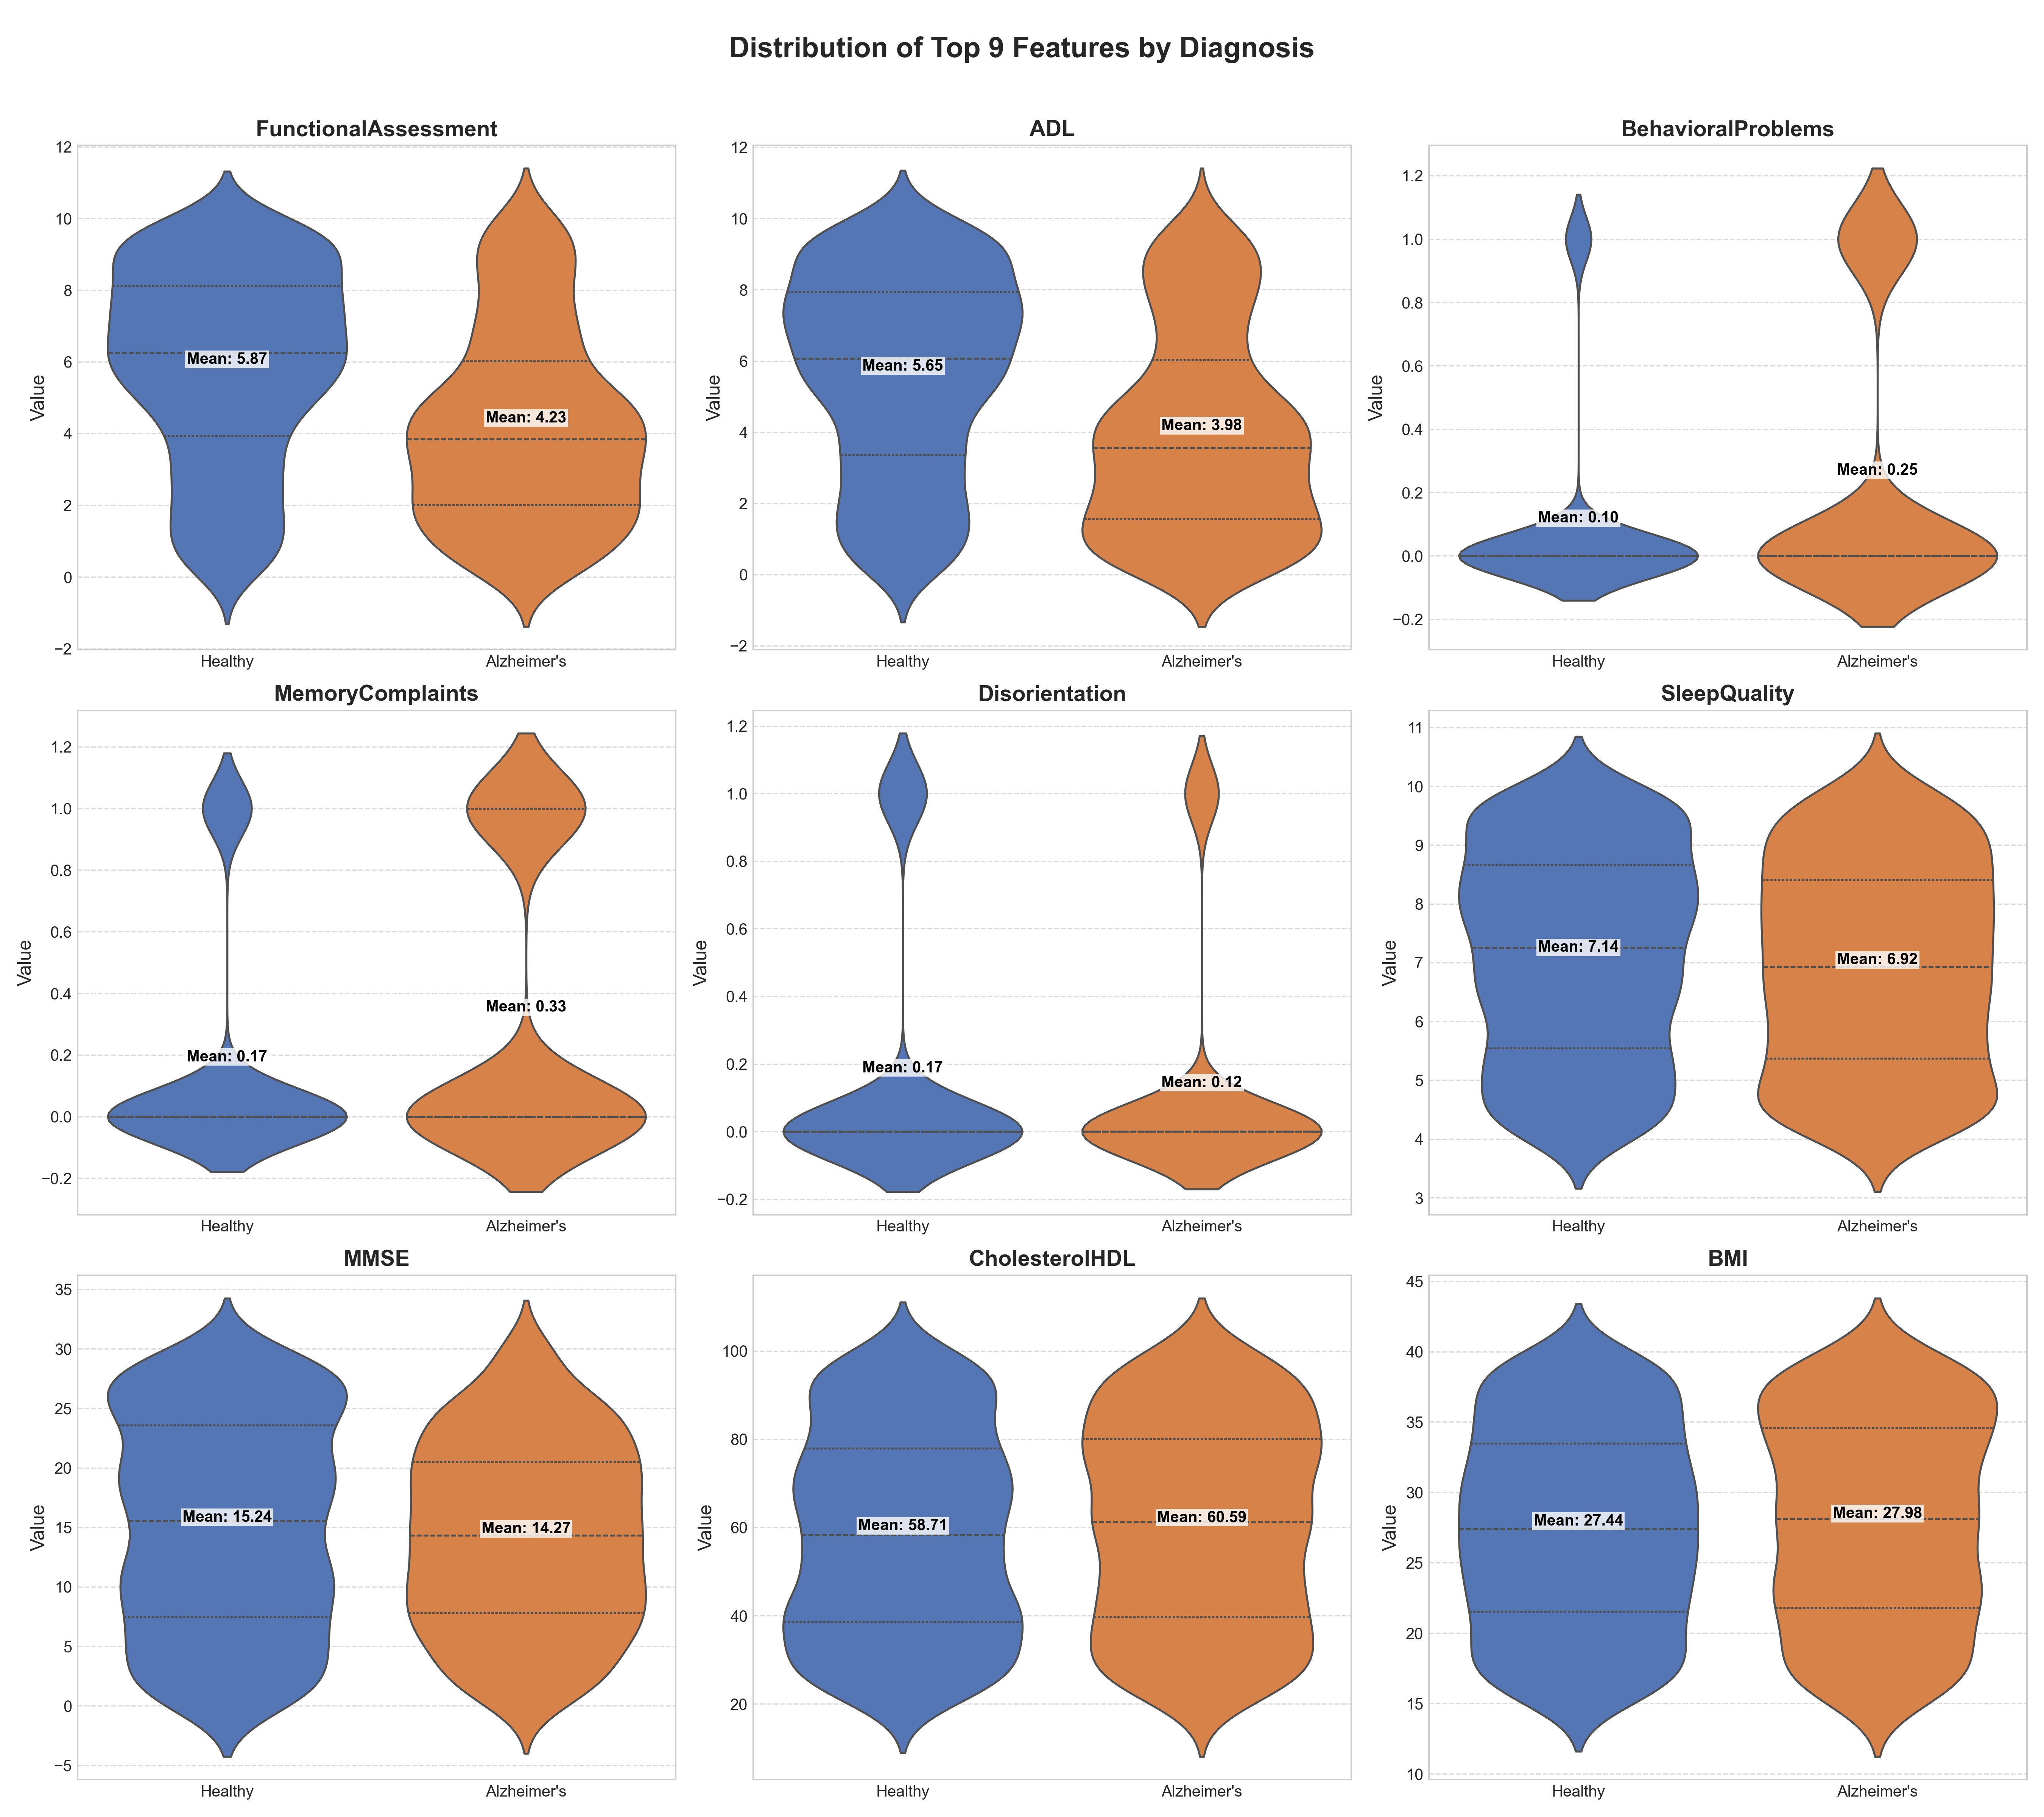 Distribution of Top 9 Features by Diagnosis
FunctionalAssessment
12
10
8
6
4
2
0
−2
Value
Mean: 5.87
Mean: 4.23
Healthy
Alzheimer's
ADL
12
10
8
6
4
2
0
−2
Value
Mean: 5.65
Mean: 3.98
Healthy
Alzheimer's
BehavioralProblems
1.2
1.0
0.8
0.6
0.4
0.2
0.0
−0.2
Value
Mean: 0.10
Mean: 0.25
Healthy
Alzheimer's
MemoryComplaints
1.2
1.0
0.8
0.6
0.4
0.2
0.0
−0.2
Value
Mean: 0.17
Mean: 0.33
Healthy
Alzheimer's
Disorientation
1.2
1.0
0.8
0.6
0.4
0.2
0.0
−0.2
Value
Mean: 0.17
Mean: 0.12
Healthy
Alzheimer's
SleepQuality
11
10
9
8
7
6
5
4
3
Value
Mean: 7.14
Mean: 6.92
Healthy
Alzheimer's
MMSE
35
30
25
20
15
10
5
0
−5
Value
Mean: 15.24
Mean: 14.27
Healthy
Alzheimer's
CholesterolHDL
100
80
60
40
20
Value
Mean: 58.71
Mean: 60.59
Healthy
Alzheimer's
BMI
45
40
35
30
25
20
15
10
Value
Mean: 27.44
Mean: 27.98
Healthy
Alzheimer's